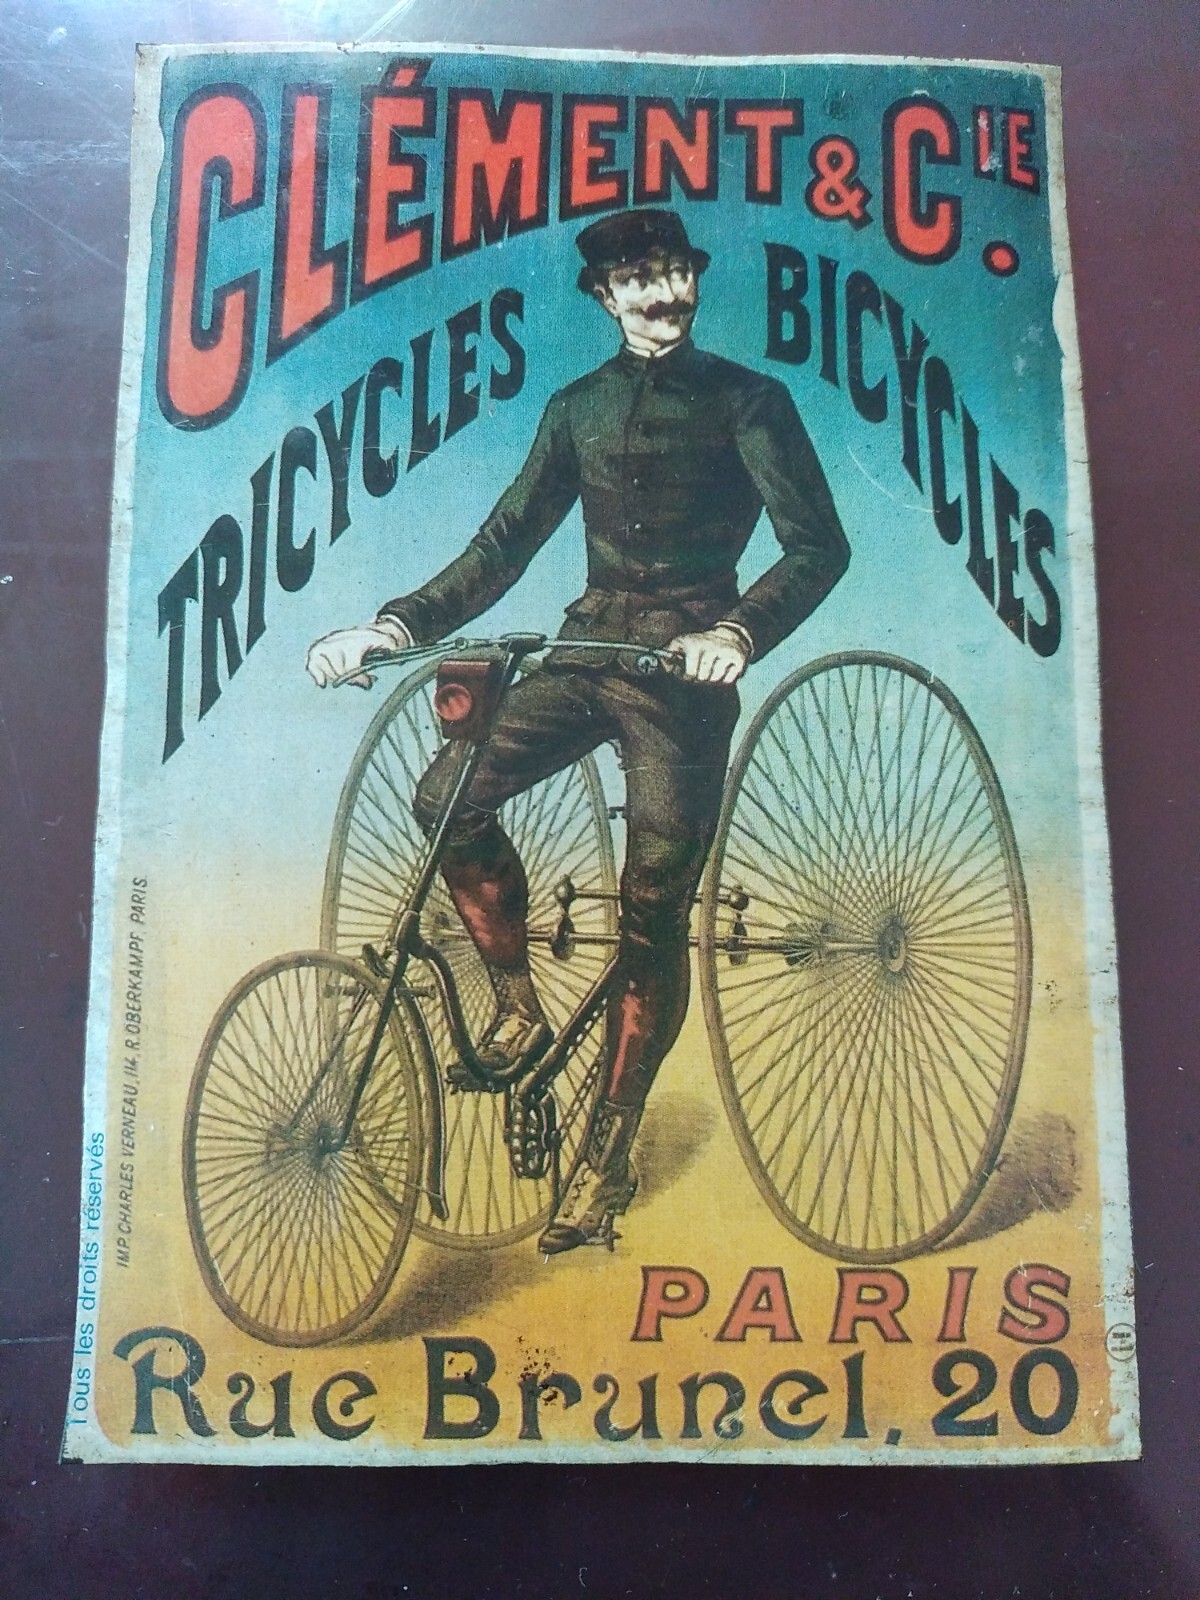 CLÉMENT & CIE.
TRICYCLES
BICYCLES
IMP. CHARLES VERNEAU, 114, R. OBERKAMPF, PARIS.
Tous les droits réservés
PARIS
Rue Brunel, 20